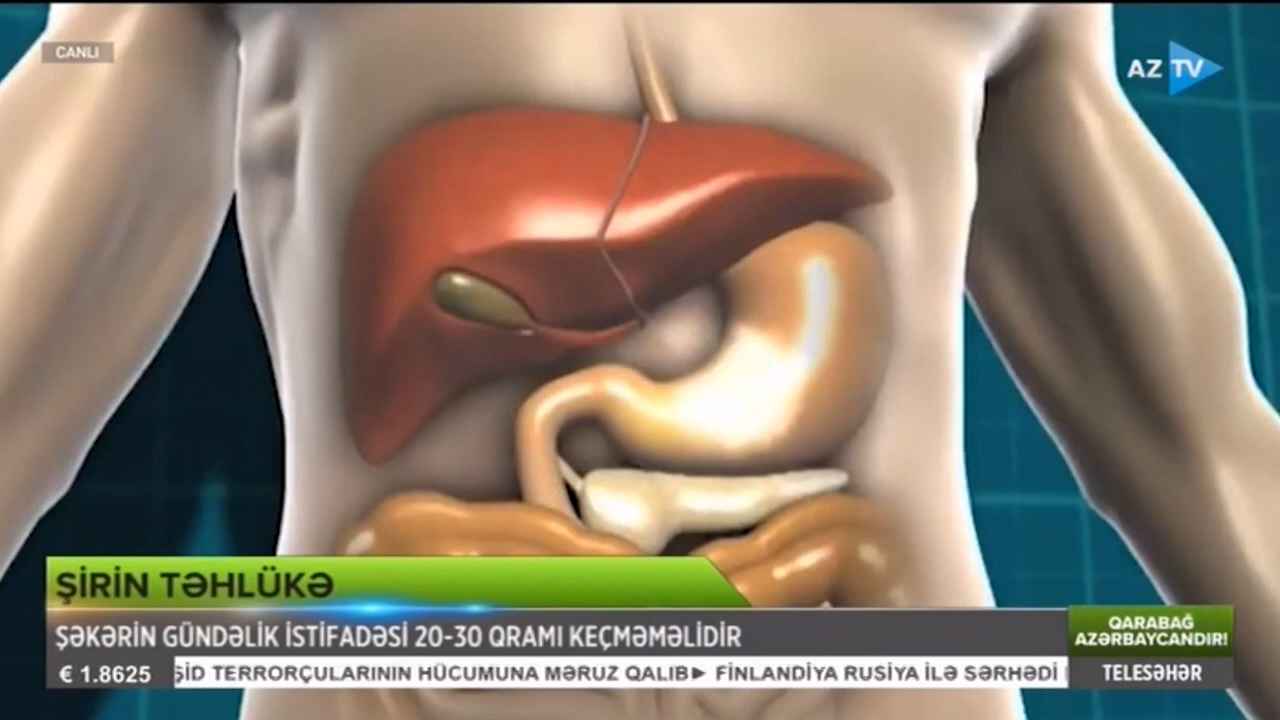 CANLI
AZ TV
ŞİRİN TƏHLÜKƏ
ŞƏKƏRİN GÜNDƏLİK İSTİFADƏSİ 20-30 QRAMI KEÇMƏMƏLİDİR
QARABAĞ
AZƏRBAYCANDIR!
€ 1.8625
TERRORÇULARININ HÜCUMUNA MƏRUZ QALIB► FİNLANDİYA RUSİYA İLƏ SƏRHƏDİ
TELESƏHƏR